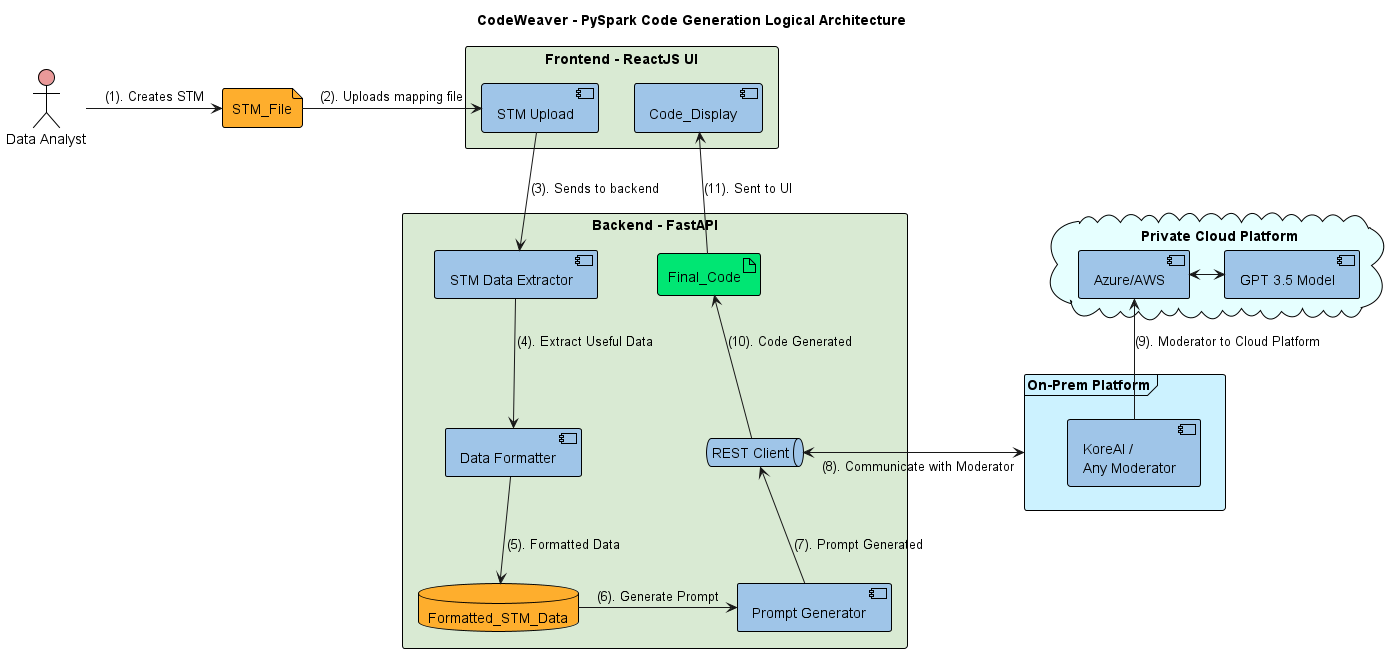 CodeWeaver - PySpark Code Generation Logical Architecture
Frontend - ReactJS UI
(1). Creates STM
STM_File
(2). Uploads mapping file
STM Upload
Code_Display
Data Analyst
(3). Sends to backend
(11). Sent to UI
Backend - FastAPI
Private Cloud Platform
STM Data Extractor
Final_Code
Azure/AWS
GPT 3.5 Model
(4). Extract Useful Data
(10). Code Generated
(9). Moderator to Cloud Platform
On-Prem Platform
Data Formatter
REST Client
(8). Communicate with Moderator
KoreAI /
Any Moderator
(5). Formatted Data
(7). Prompt Generated
Formatted_STM_Data
(6). Generate Prompt
Prompt Generator